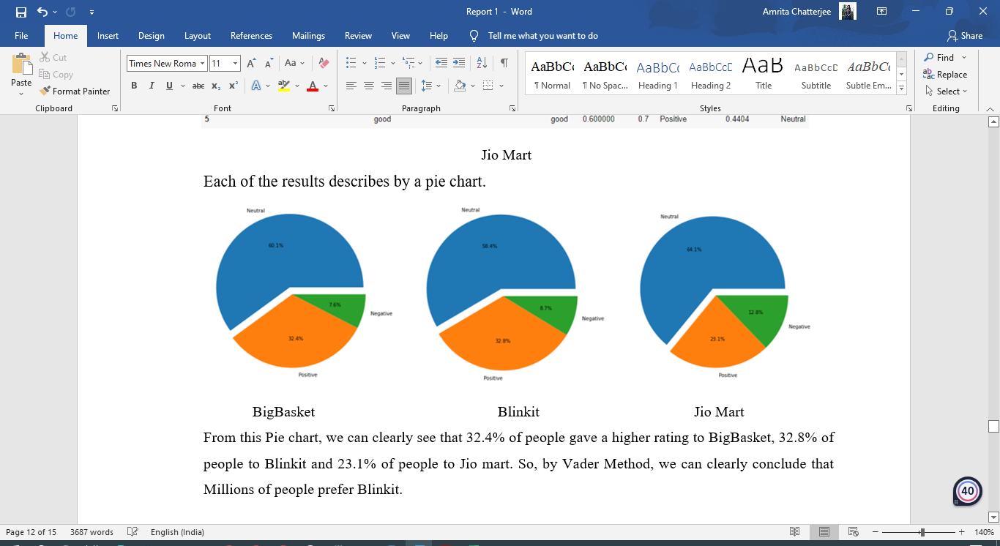 Report 1 - Word
Amrita Chatterjee
File Home Insert Design Layout References Mailings Review View Help Tell me what you want to do
Share
Paste
Cut
Copy
Format Painter
Clipboard
Times New Roma 11
Aa
B I U abc x₂ x²
A ab A
Font
Paragraph
AaBbCc AaBbCc AaBbCc AaBbCcD AaB AaBbCcD AaBbCc
¶ Normal ¶ No Spac... Heading 1 Heading 2 Title Subtitle Subtle Em...
Styles
Find
Replace
Select
Editing
5 good good 0.600000 0.7 Positive 0.4404 Neutral
Jio Mart
Each of the results describes by a pie chart.
Neutral
60.1%
7.6%
Negative
32.4%
Positive
Neutral
58.4%
8.7%
Negative
32.8%
Positive
Neutral
64.1%
12.8%
Negative
23.1%
Positive
BigBasket Blinkit Jio Mart
From this Pie chart, we can clearly see that 32.4% of people gave a higher rating to BigBasket, 32.8% of
people to Blinkit and 23.1% of people to Jio mart. So, by Vader Method, we can clearly conclude that
Millions of people prefer Blinkit.
40
Page 12 of 15 3687 words English (India) 140%